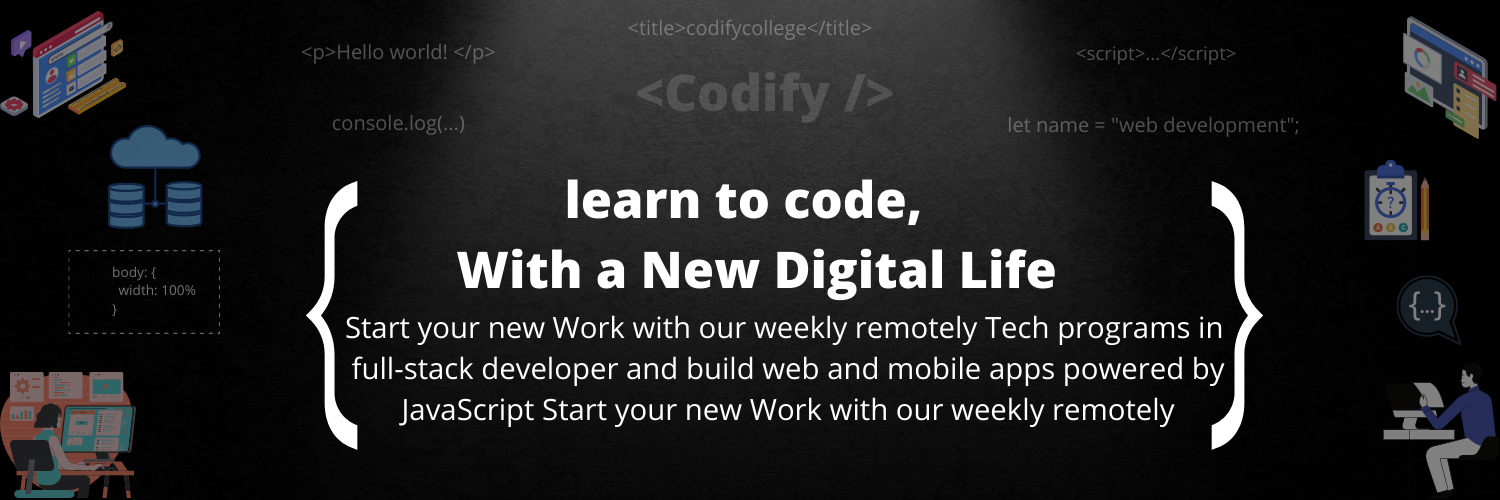 <title>codifycollege</title>
<p>Hello world! </p>
<script>...</script>
<Codify />
console.log(...)
let name = "web development";
learn to code,
With a New Digital Life
Start your new Work with our weekly remotely Tech programs in
full-stack developer and build web and mobile apps powered by
JavaScript Start your new Work with our weekly remotely
body: {
width: 100%
}
?
A B C
{...}